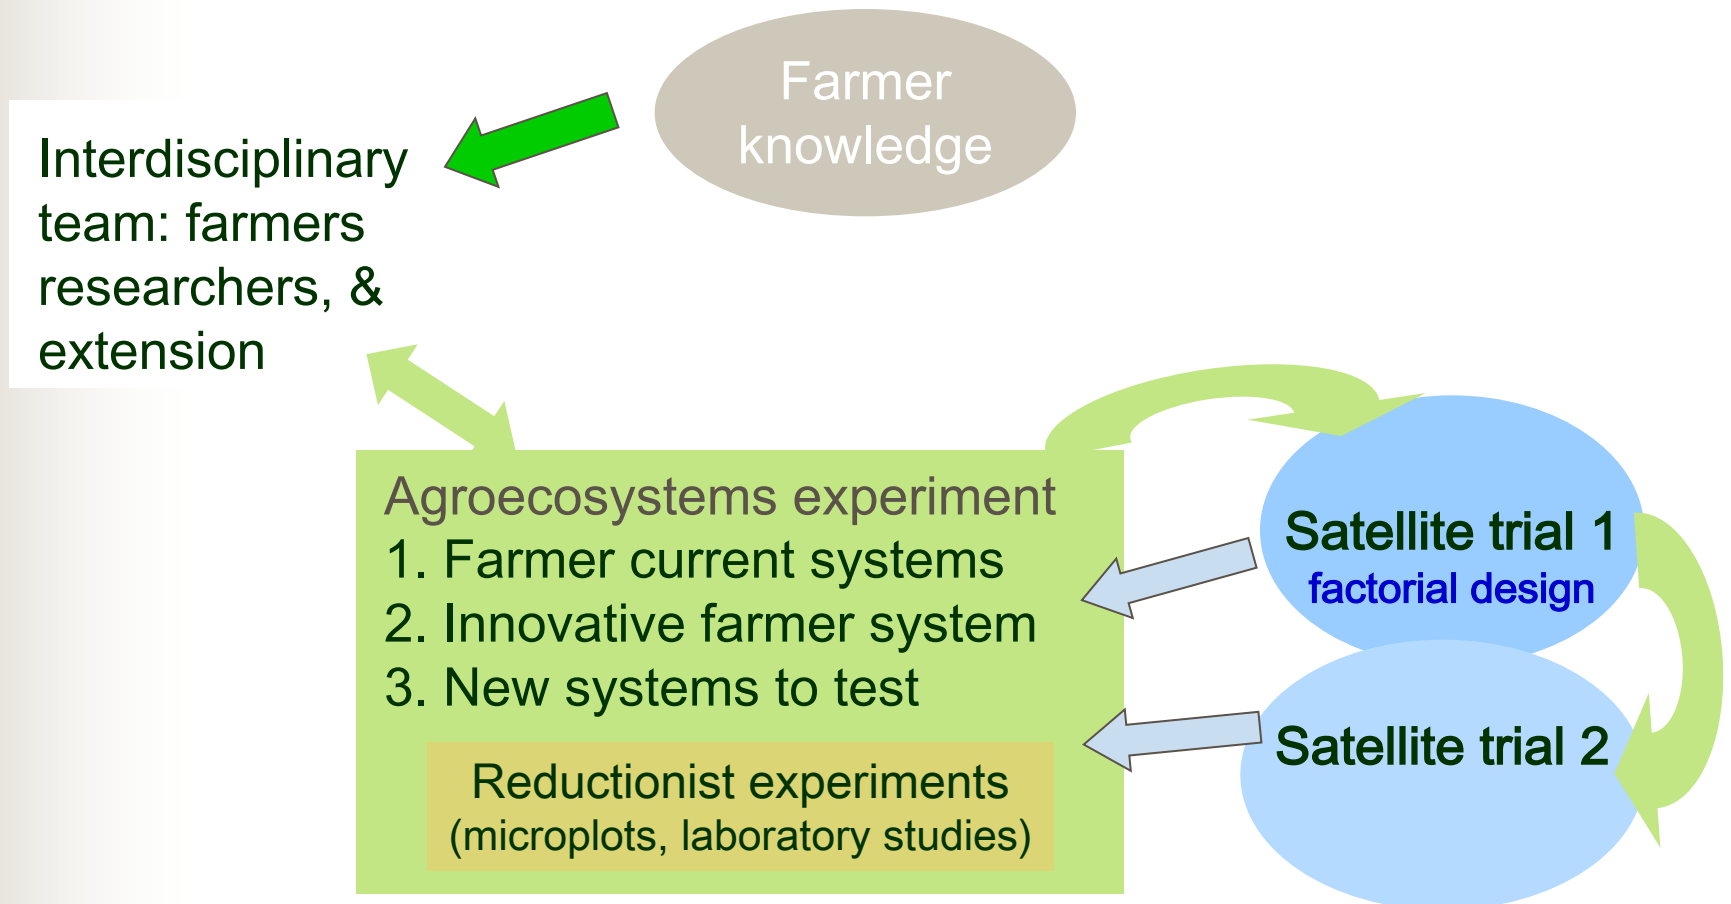 Farmer
knowledge
Interdisciplinary
team: farmers
researchers, &
extension
Agroecosystems experiment
1. Farmer current systems
2. Innovative farmer system
3. New systems to test
Reductionist experiments
(microplots, laboratory studies)
Satellite trial 1
factorial design
Satellite trial 2